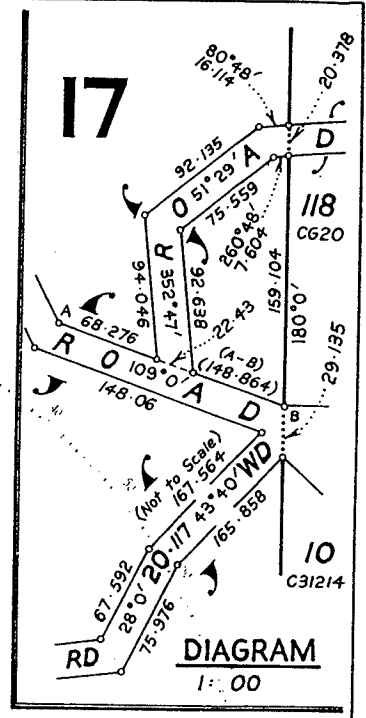 17
80°48'
16.114
20.378
92.135
ROAD
51°29'
75.559
118
CG20
260°48'
7.604
94.046
352°47'
92.638
159.104
180°0'
22.43
A
68.276
(A-B)
(148.864)
29.135
ROAD
109°0'
B
148.06
(Not to Scale)
167.564
20.117 WD
43°40'
165.858
10
C31214
67.592
28°0'
75.976
RD
DIAGRAM